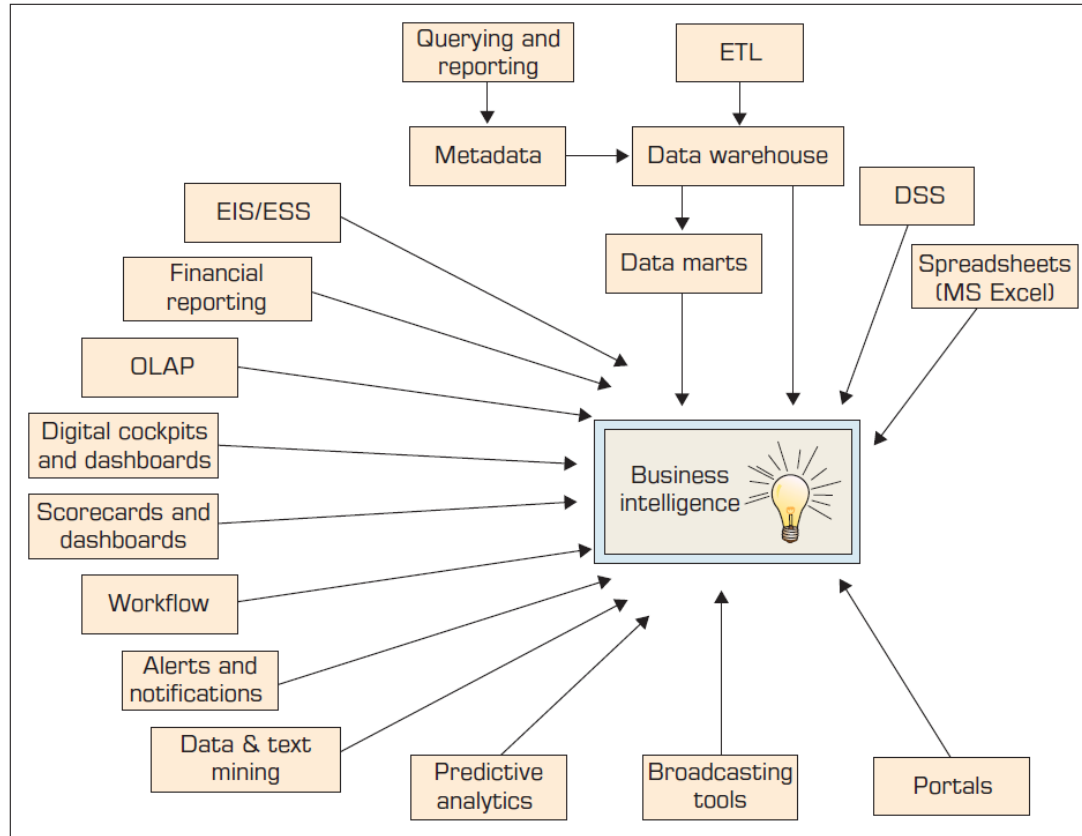 Querying and
reporting
ETL
Metadata
Data warehouse
EIS/ESS
DSS
Data marts
Financial
reporting
Spreadsheets
(MS Excel)
OLAP
Digital cockpits
and dashboards
Business
intelligence
Scorecards and
dashboards
Workflow
Alerts and
notifications
Data & text
mining
Predictive
analytics
Broadcasting
tools
Portals